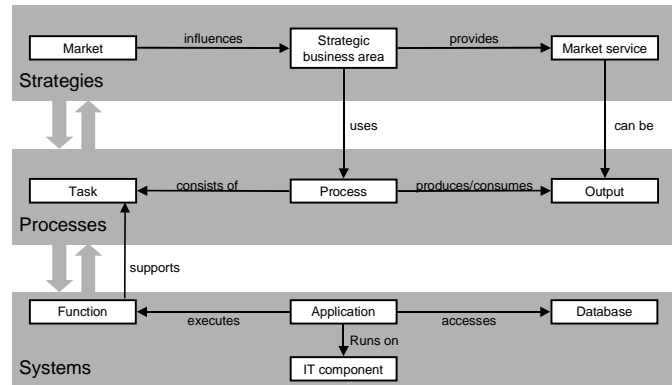 influences
provides
Market
Strategic
business area
Market service
Strategies
uses
can be
Task
consists of
Process
produces/consumes
Output
Processes
supports
Function
executes
Application
accesses
Database
Runs on
IT component
Systems